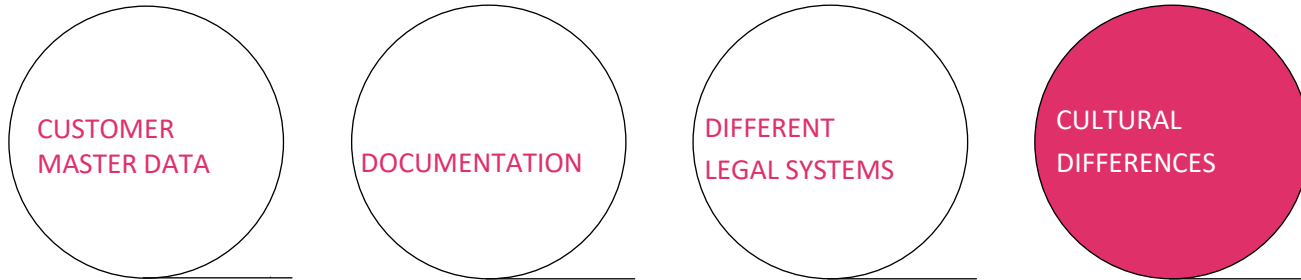 CUSTOMER
MASTER DATA
DOCUMENTATION
DIFFERENT
LEGAL SYSTEMS
CULTURAL
DIFFERENCES